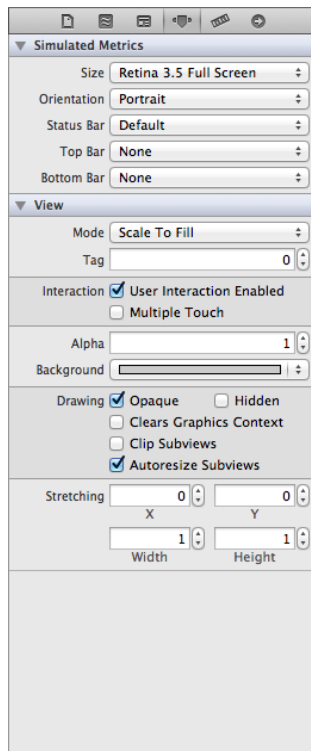 Simulated Metrics
Size Retina 3.5 Full Screen
Orientation Portrait
Status Bar Default
Top Bar None
Bottom Bar None
View
Mode Scale To Fill
Tag 0
Interaction User Interaction Enabled
Multiple Touch
Alpha 1
Background
Drawing Opaque Hidden
Clears Graphics Context
Clip Subviews
Autoresize Subviews
Stretching 0 0
X Y
1 1
Width Height